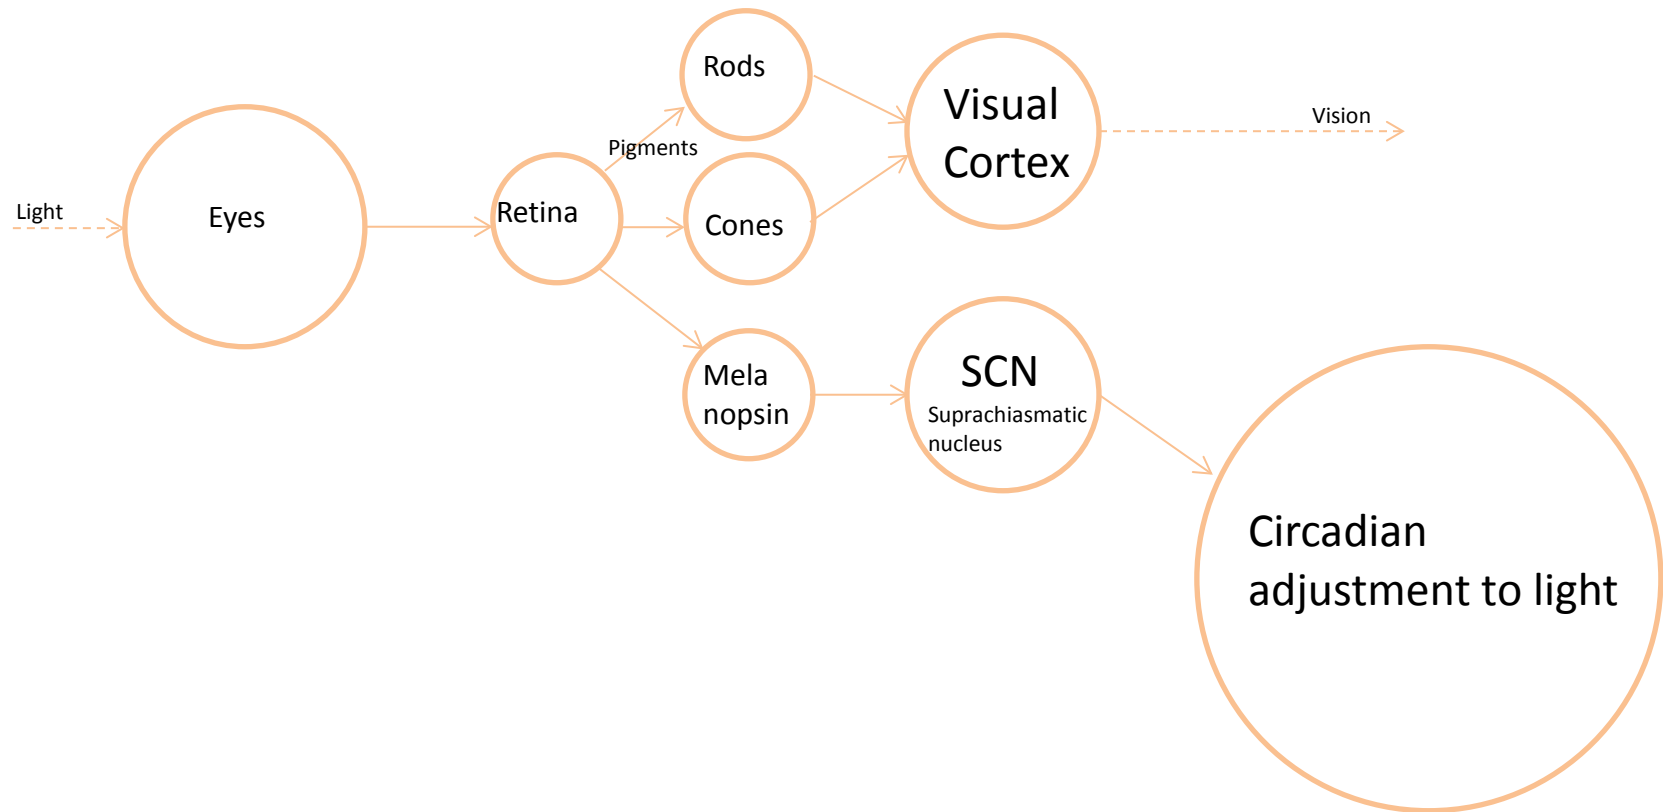 Light
Eyes
Retina
Pigments
Rods
Cones
Mela
nopsin
Visual
Cortex
Vision
SCN
Suprachiasmatic
nucleus
Circadian
adjustment to light